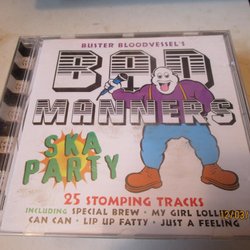 BUSTER BLOODVESSEL'S
BAD
MANNERS
SKA
PARTY
25 STOMPING TRACKS
INCLUDING SPECIAL BREW · MY GIRL LOLLI
CAN CAN · LIP UP FATTY · JUST A FEELING